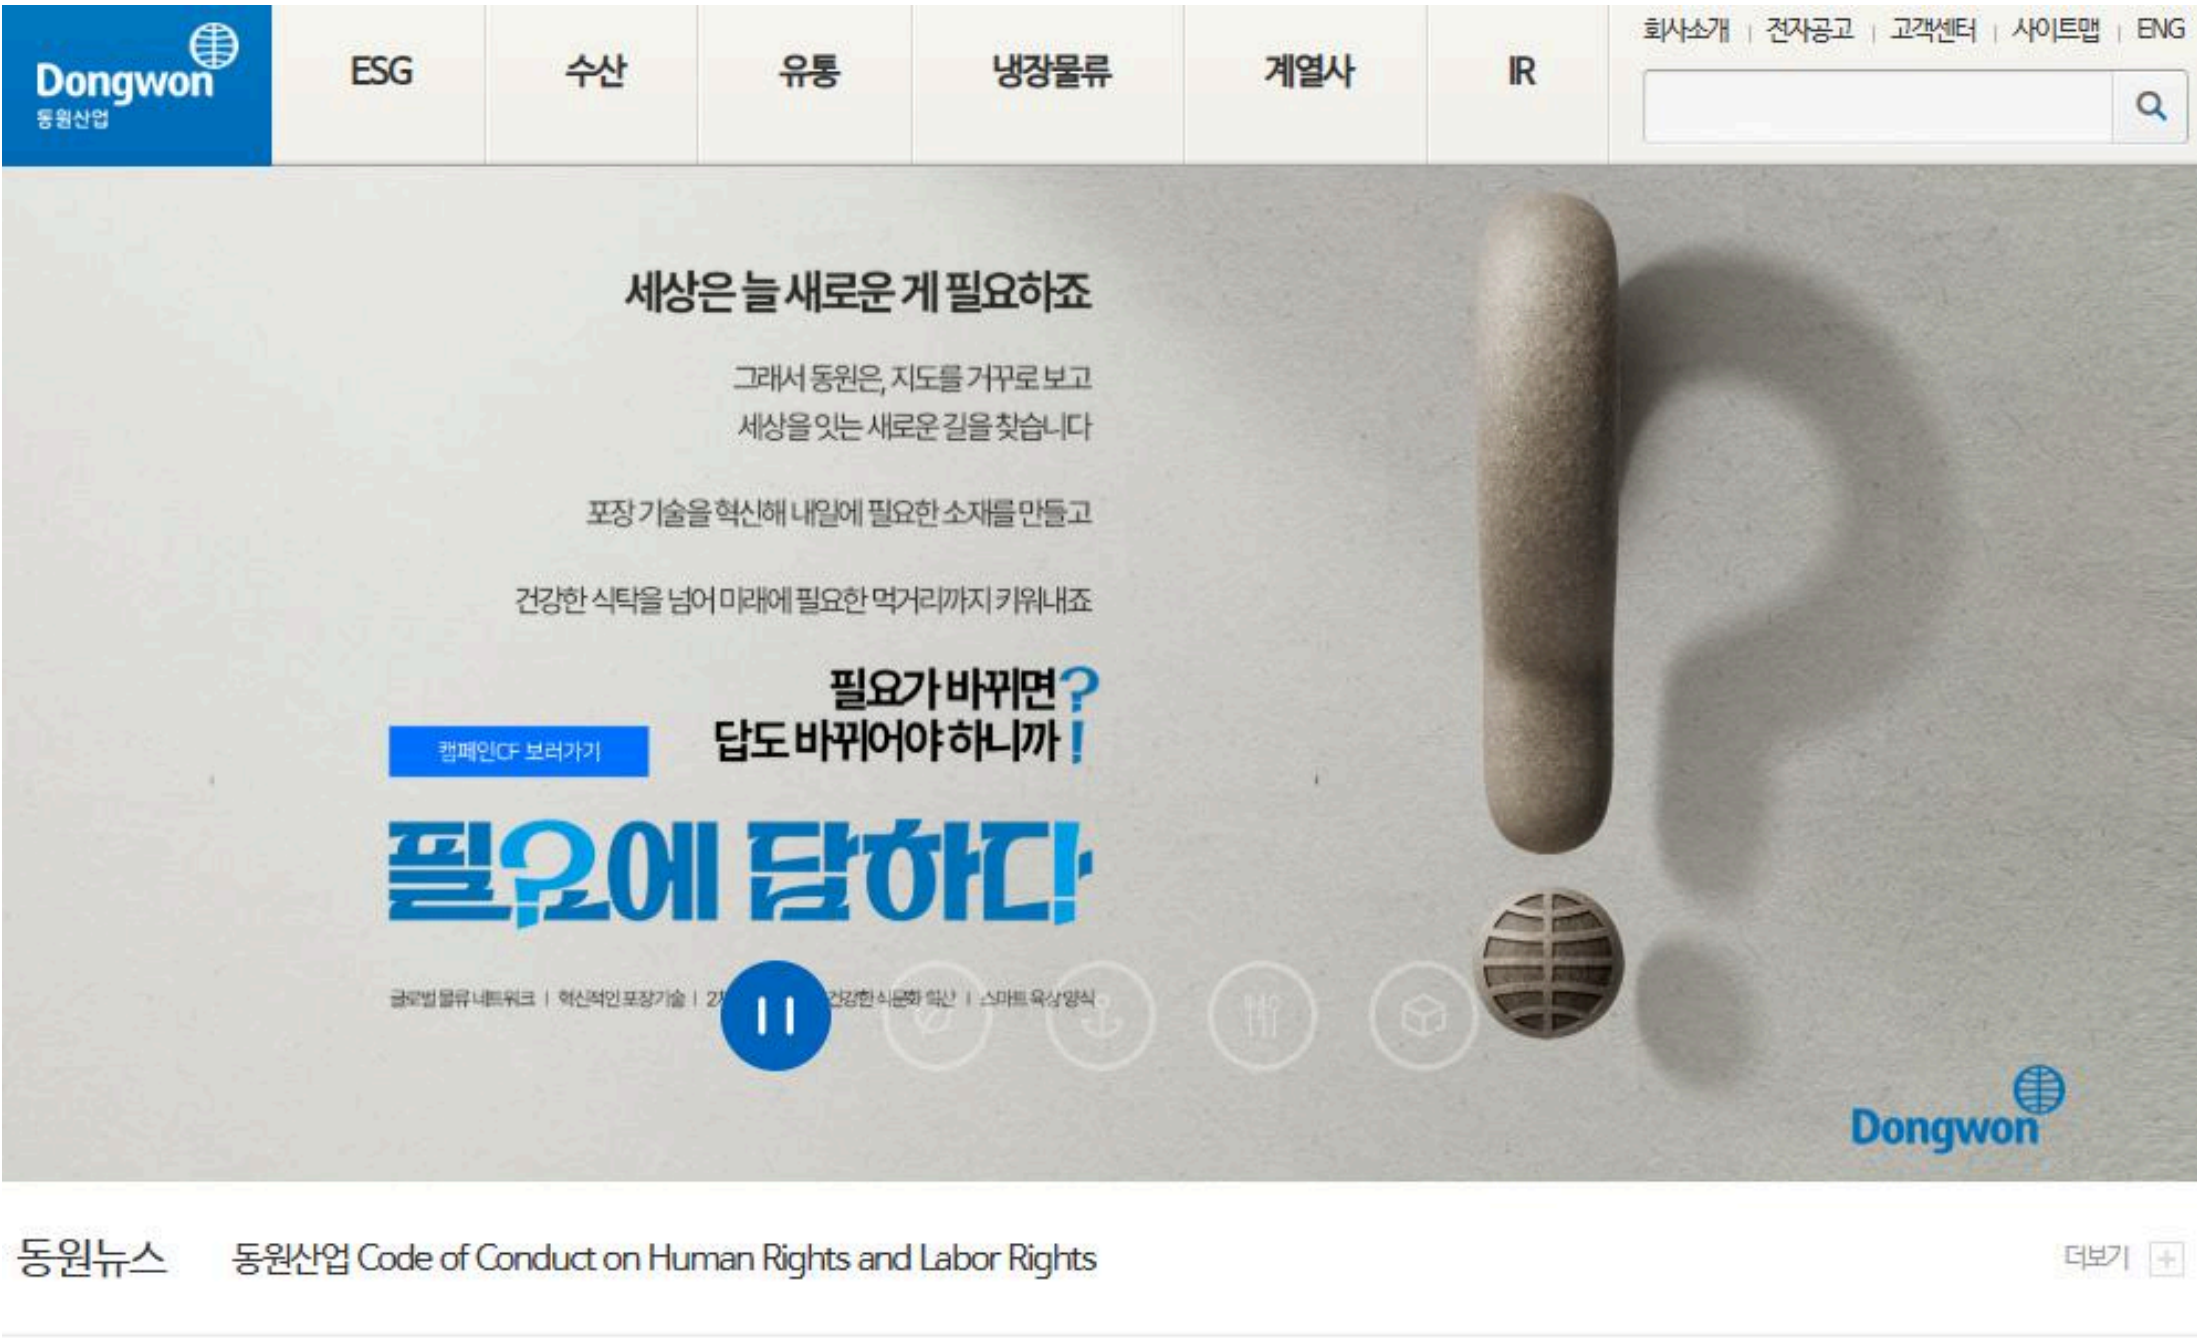 Dongwon
동원산업
ESG
수산
유통
냉장물류
계열사
IR
회사소개 | 전자공고 | 고객센터 | 사이트맵 | ENG
세상은 늘 새로운 게 필요하죠
그래서 동원은, 지도를 거꾸로 보고
세상을 잇는 새로운 길을 찾습니다
포장 기술을 혁신해 내일에 필요한 소재를 만들고
건강한 식탁을 넘어 미래에 필요한 먹거리까지 키워내죠
필요가 바뀌면?
답도 바뀌어야 하니까!
캠페인CF 보러가기
필요에 답하다
글로벌 물류 네트워크 | 혁신적인 포장기술 | 건강한 식문화 확산 | 스마트 육상 양식
Dongwon
동원뉴스
동원산업 Code of Conduct on Human Rights and Labor Rights
더보기 +